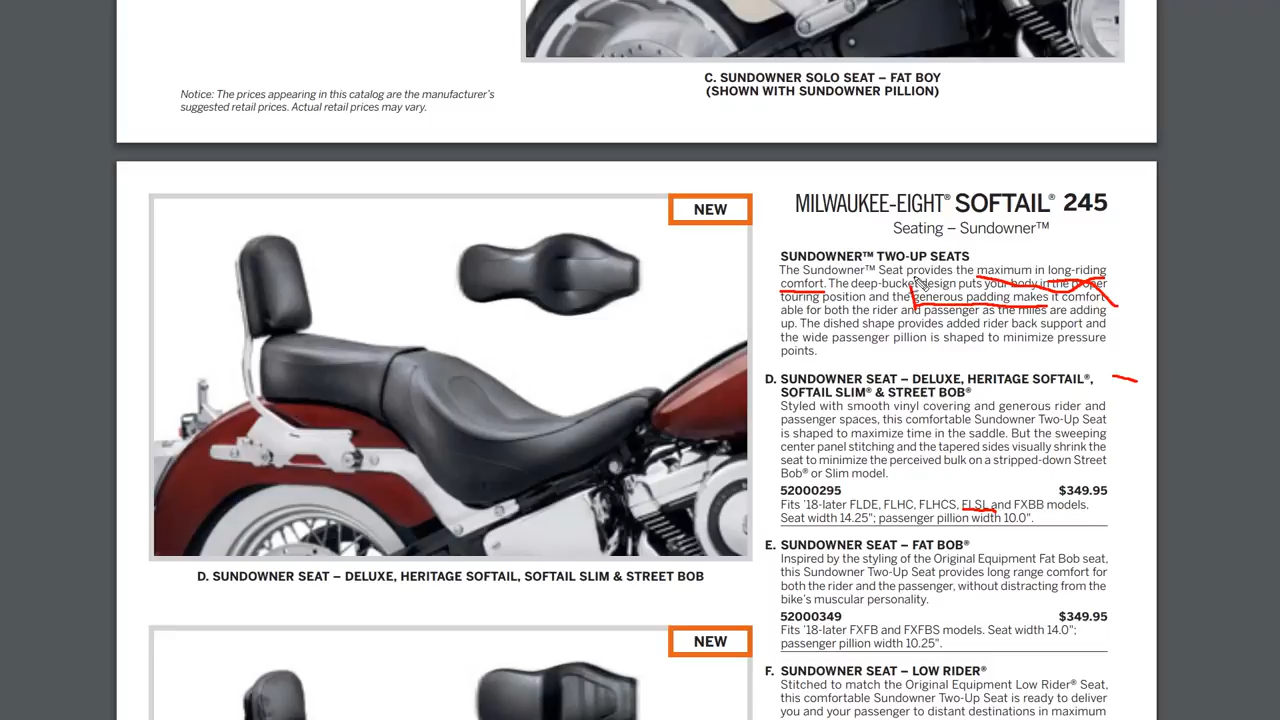 Notice: The prices appearing in this catalog are the manufacturer's
suggested retail prices. Actual retail prices may vary.
C. SUNDOWNER SOLO SEAT – FAT BOY
(SHOWN WITH SUNDOWNER PILLION)
NEW
D. SUNDOWNER SEAT – DELUXE, HERITAGE SOFTAIL, SOFTAIL SLIM & STREET BOB
NEW
MILWAUKEE-EIGHT® SOFTAIL® 245
Seating – Sundowner™
SUNDOWNER™ TWO-UP SEATS
The Sundowner™ Seat provides the maximum in long-riding
comfort. The deep-bucket design puts your body in the proper
touring position and the generous padding makes it comfort
able for both the rider and passenger as the miles are adding
up. The dished shape provides added rider back support and
the wide passenger pillion is shaped to minimize pressure
points.
D. SUNDOWNER SEAT – DELUXE, HERITAGE SOFTAIL®,
SOFTAIL SLIM® & STREET BOB®
Styled with smooth vinyl covering and generous rider and
passenger spaces, this comfortable Sundowner Two-Up Seat
is shaped to maximize time in the saddle. But the sweeping
center panel stitching and the tapered sides visually shrink the
seat to minimize the perceived bulk on a stripped-down Street
Bob® or Slim model.
52000295 $349.95
Fits '18-later FLDE, FLHC, FLHCS, FLSL and FXBB models.
Seat width 14.25"; passenger pillion width 10.0".
E. SUNDOWNER SEAT – FAT BOB®
Inspired by the styling of the Original Equipment Fat Bob seat,
this Sundowner Two-Up Seat provides long range comfort for
both the rider and the passenger, without distracting from the
bike's muscular personality.
52000349 $349.95
Fits '18-later FXFB and FXFBS models. Seat width 14.0";
passenger pillion width 10.25".
F. SUNDOWNER SEAT – LOW RIDER®
Stitched to match the Original Equipment Low Rider® Seat,
this comfortable Sundowner Two-Up Seat is ready to deliver
you and your passenger to distant destinations in maximum